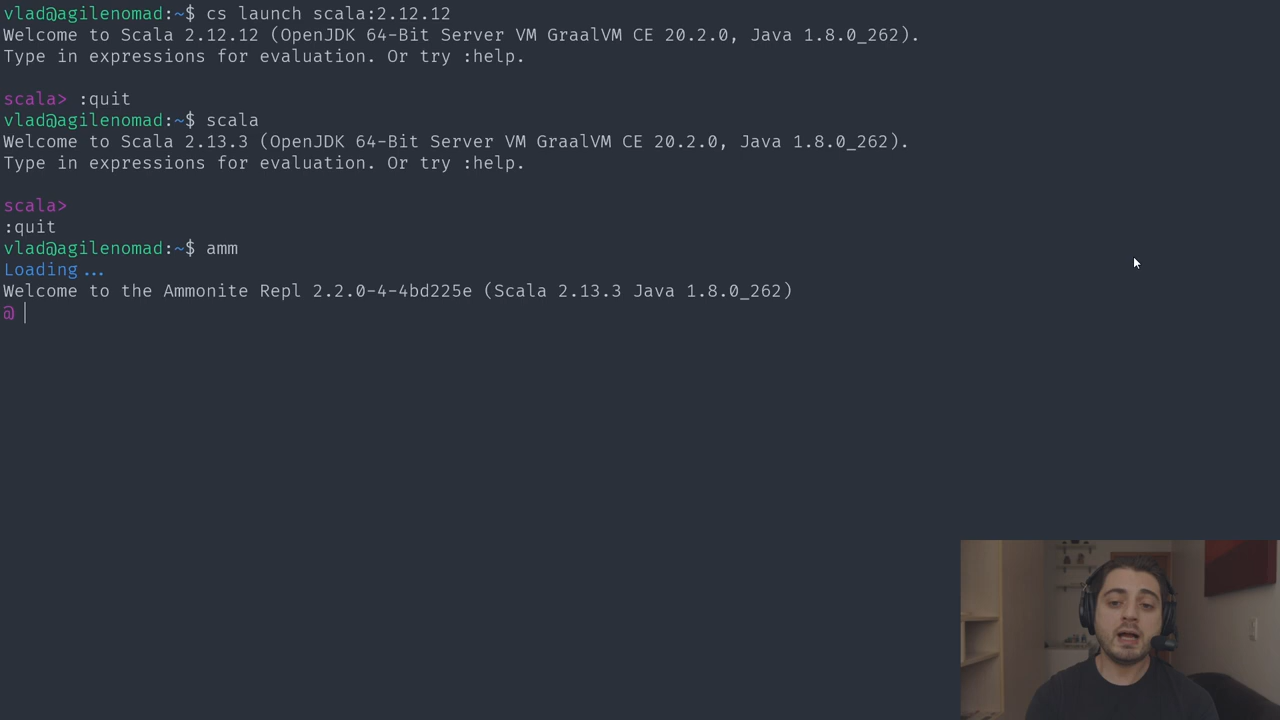 vlad@agilenomad:~$ cs launch scala:2.12.12
Welcome to Scala 2.12.12 (OpenJDK 64-Bit Server VM GraalVM CE 20.2.0, Java 1.8.0_262).
Type in expressions for evaluation. Or try :help.
scala> :quit
vlad@agilenomad:~$ scala
Welcome to Scala 2.13.3 (OpenJDK 64-Bit Server VM GraalVM CE 20.2.0, Java 1.8.0_262).
Type in expressions for evaluation. Or try :help.
scala>
:quit
vlad@agilenomad:~$ amm
Loading...
Welcome to the Ammonite Repl 2.2.0-4-4bd225e (Scala 2.13.3 Java 1.8.0_262)
@